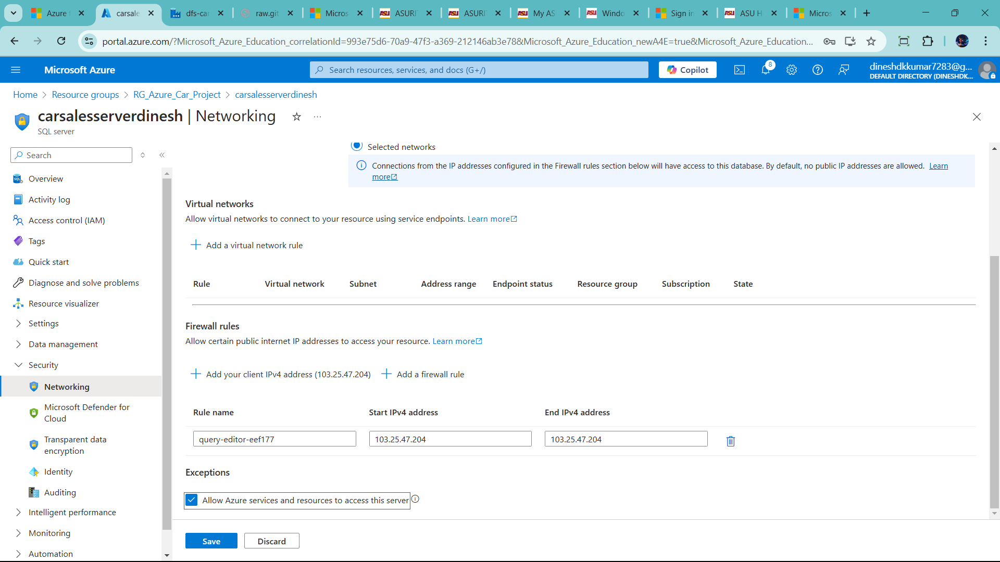 Azure
carsale
dfs-car
raw.git
Micros
ASURI
ASURI
My AS
Windo
Sign in
ASU H
Micros
portal.azure.com/?Microsoft_Azure_Education_correlationId=993e75d6-70a9-47f3-a369-212146ab3e78&Microsoft_Azure_Education_newA4E=true&Microsoft_Azure_Education...
Microsoft Azure
Search resources, services, and docs (G+/)
Copilot
8
dineshdkkumar7283@g...
DEFAULT DIRECTORY (DINESHDK...
Home > Resource groups > RG_Azure_Car_Project > carsalesserverdinesh
carsalesserverdinesh | Networking
SQL server
Search
Overview
Activity log
Access control (IAM)
Tags
Quick start
Diagnose and solve problems
Resource visualizer
Settings
Data management
Security
Networking
Microsoft Defender for
Cloud
Transparent data
encryption
Identity
Auditing
Intelligent performance
Monitoring
Automation
Selected networks
Connections from the IP addresses configured in the Firewall rules section below will have access to this database. By default, no public IP addresses are allowed. Learn
more
Virtual networks
Allow virtual networks to connect to your resource using service endpoints. Learn more
Add a virtual network rule
Rule Virtual network Subnet Address range Endpoint status Resource group Subscription State
Firewall rules
Allow certain public internet IP addresses to access your resource. Learn more
Add your client IPv4 address (103.25.47.204) Add a firewall rule
Rule name Start IPv4 address End IPv4 address
query-editor-eef177 103.25.47.204 103.25.47.204
Exceptions
Allow Azure services and resources to access this server
Save Discard